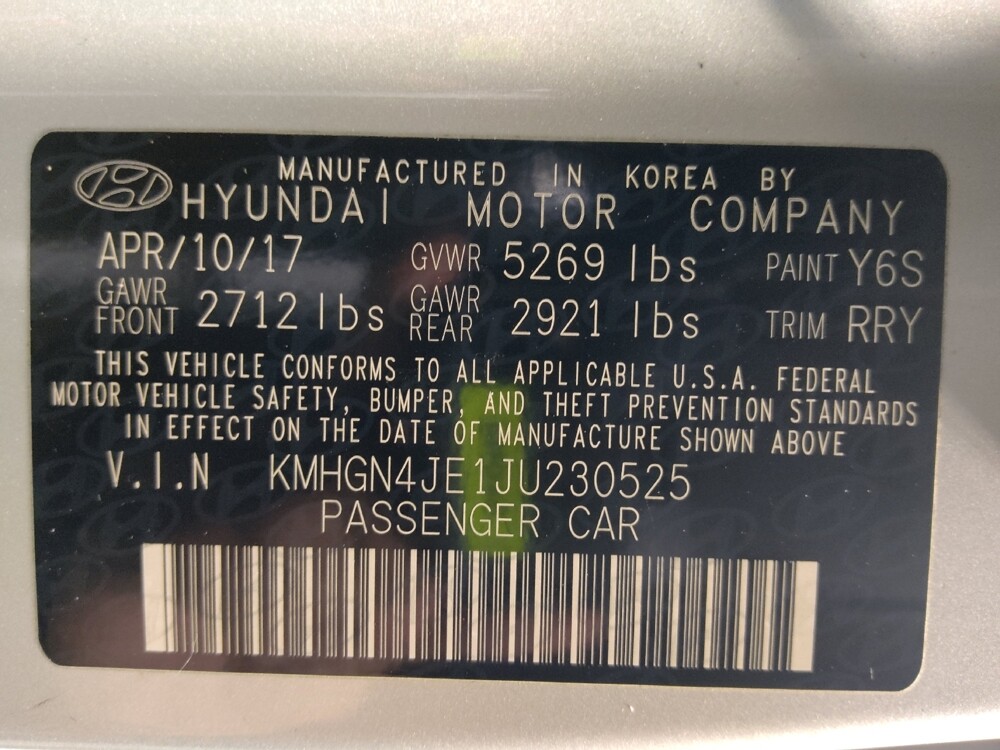 MANUFACTURED IN KOREA BY
HYUNDAI MOTOR COMPANY
APR/10/17 GVWR 5269 lbs PAINT Y6S
GAWR FRONT 2712 lbs GAWR REAR 2921 lbs TRIM RRY
THIS VEHICLE CONFORMS TO ALL APPLICABLE U.S.A. FEDERAL
MOTOR VEHICLE SAFETY, BUMPER, AND THEFT PREVENTION STANDARDS
IN EFFECT ON THE DATE OF MANUFACTURE SHOWN ABOVE
V.I.N KMHGN4JE1JU230525
PASSENGER CAR